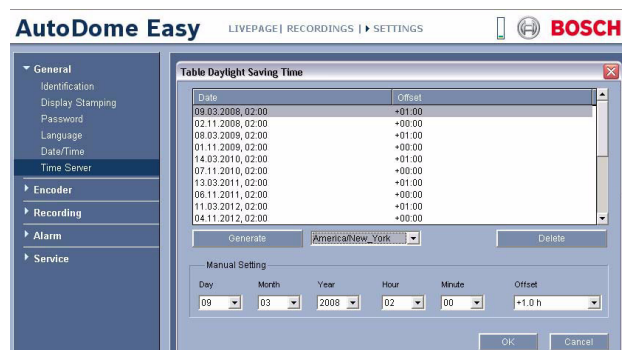 AutoDome Easy LIVEPAGE| RECORDINGS | SETTINGS BOSCH
General
Identification
Display Stamping
Password
Language
Date/Time
Time Server
Encoder
Recording
Alarm
Service
Table Daylight Saving Time
Date Offset
09.03.2008, 02:00 +01:00
02.11.2008, 02:00 +00:00
08.03.2009, 02:00 +01:00
01.11.2009, 02:00 +00:00
14.03.2010, 02:00 +01:00
07.11.2010, 02:00 +00:00
13.03.2011, 02:00 +01:00
06.11.2011, 02:00 +00:00
11.03.2012, 02:00 +01:00
04.11.2012, 02:00 +00:00
Generate America/New_York Delete
Manual Setting
Day Month Year Hour Minute Offset
09 03 2008 02 00 +1.0 h
OK Cancel